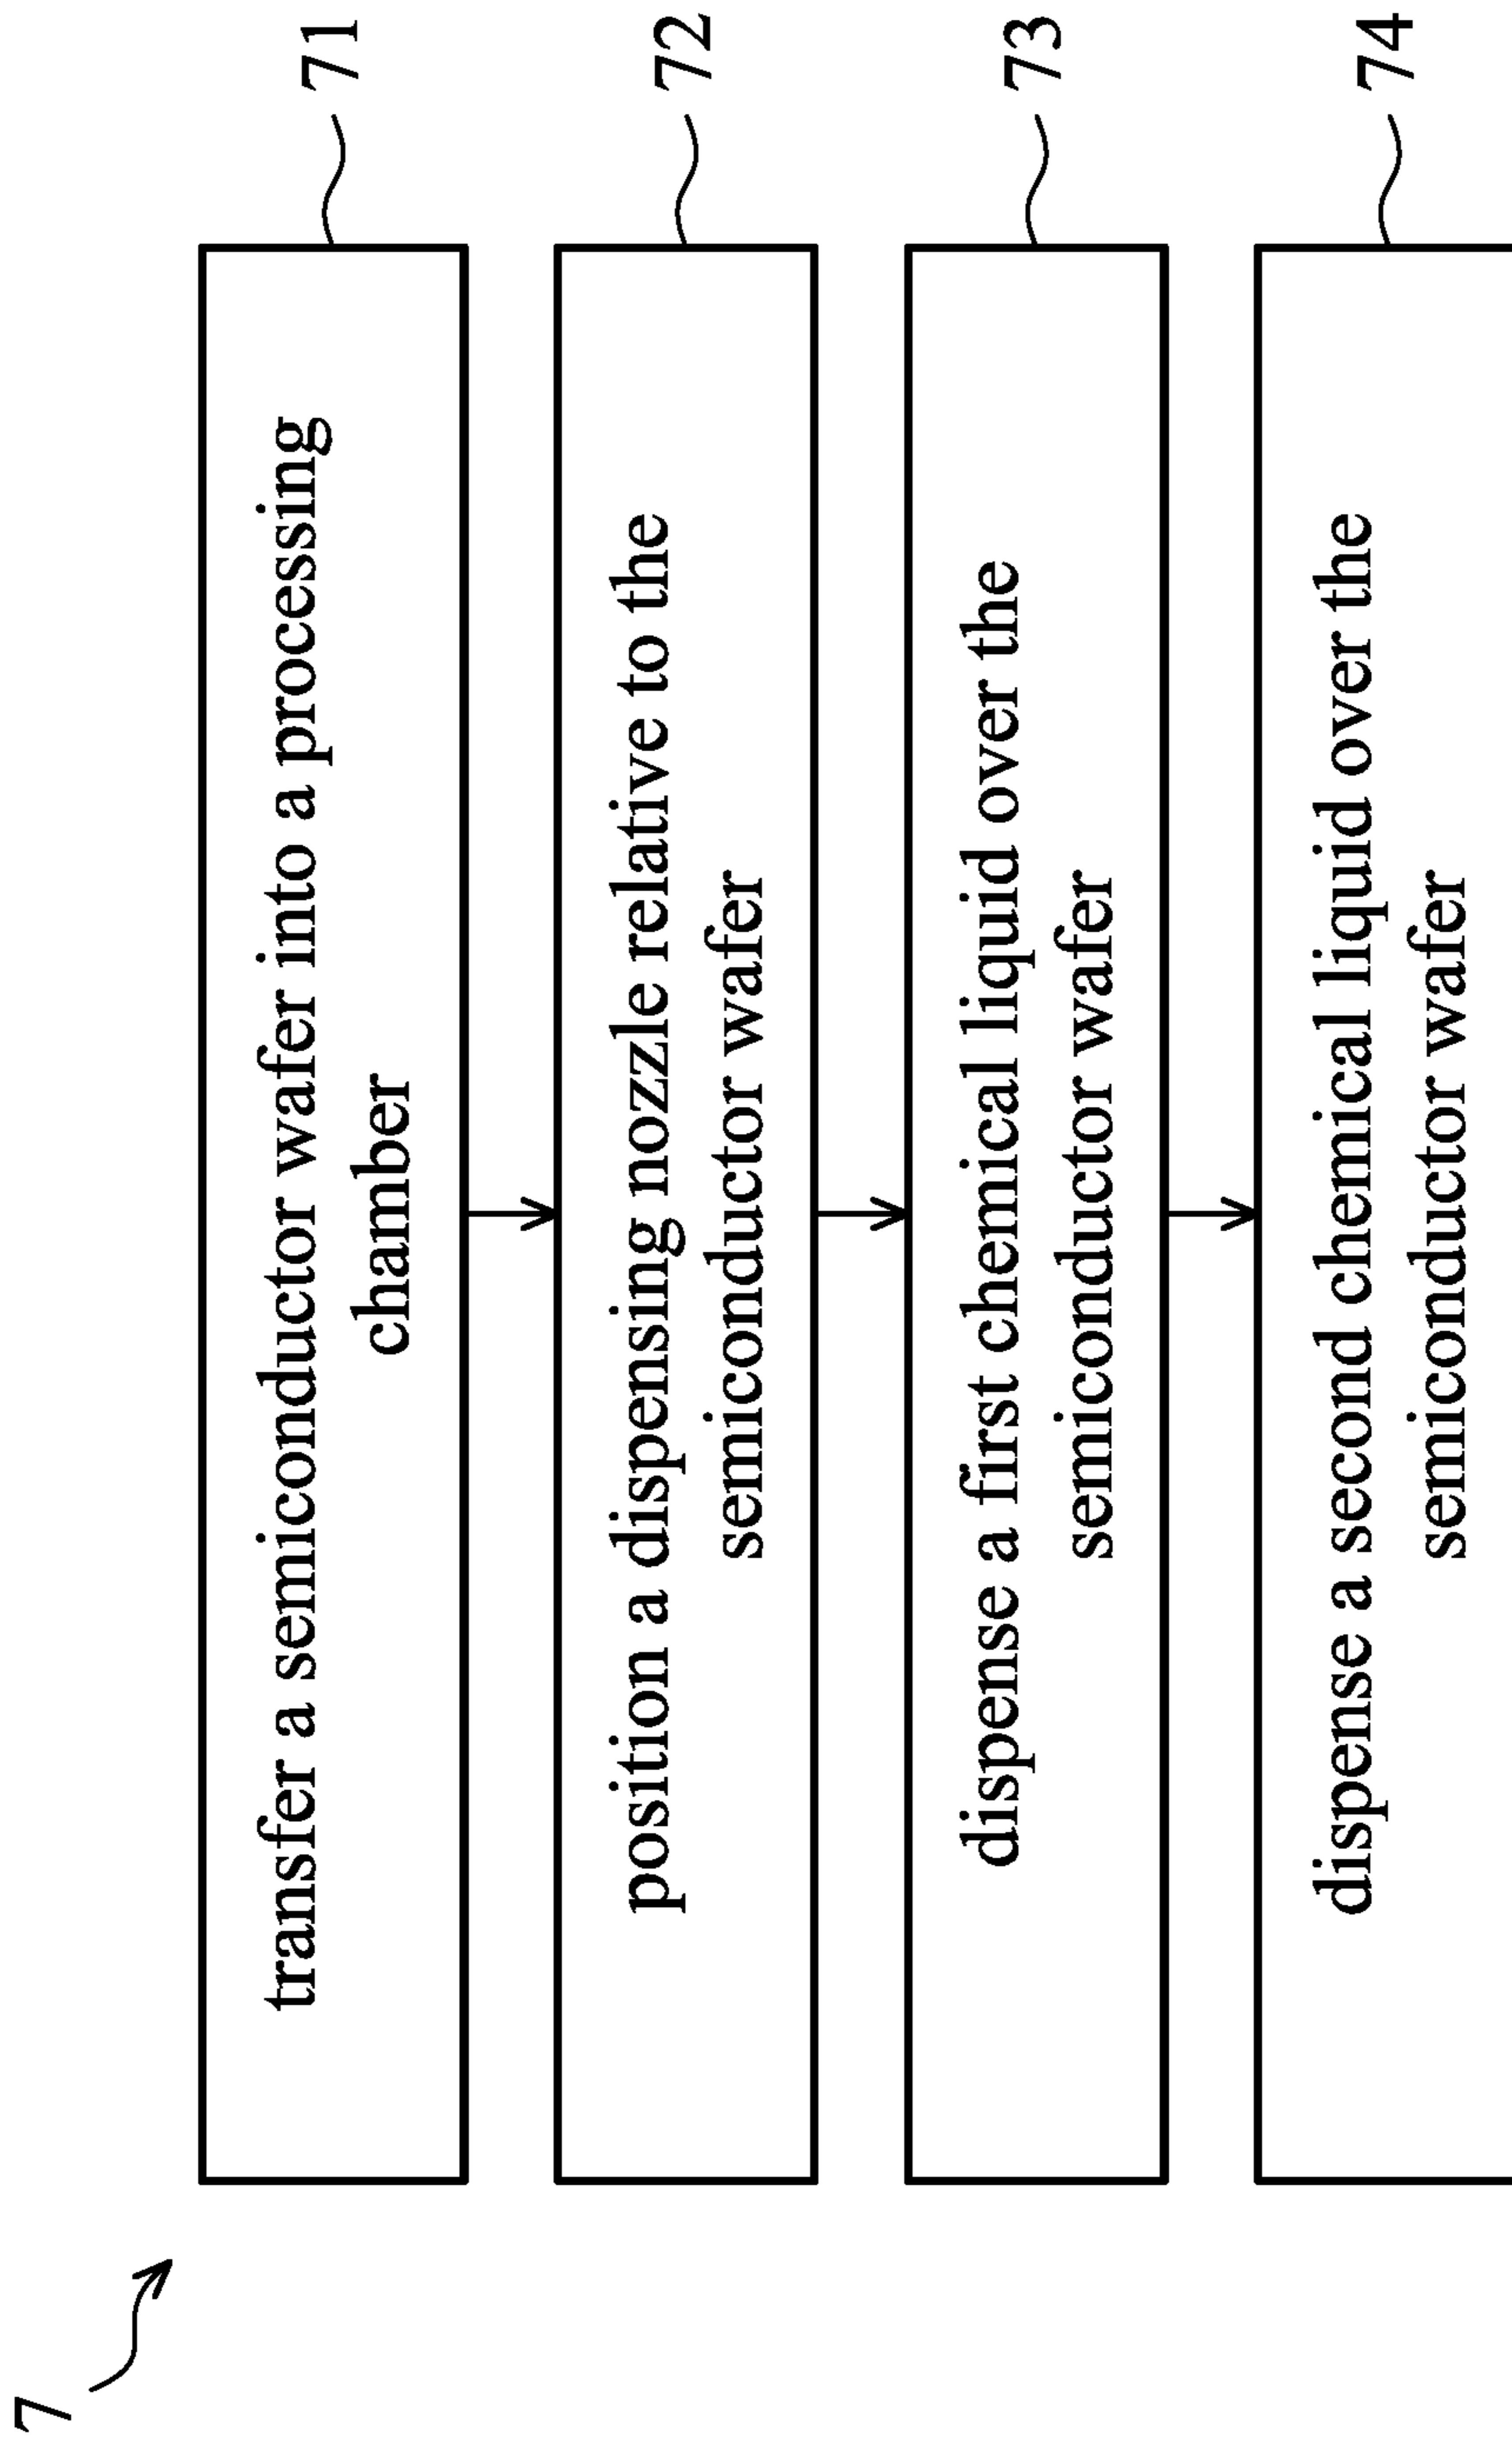 7
transfer a semiconductor wafer into a processing
chamber
71
position a dispensing nozzle relative to the
semiconductor wafer
72
dispense a first chemical liquid over the
semiconductor wafer
73
dispense a second chemical liquid over the
semiconductor wafer
74